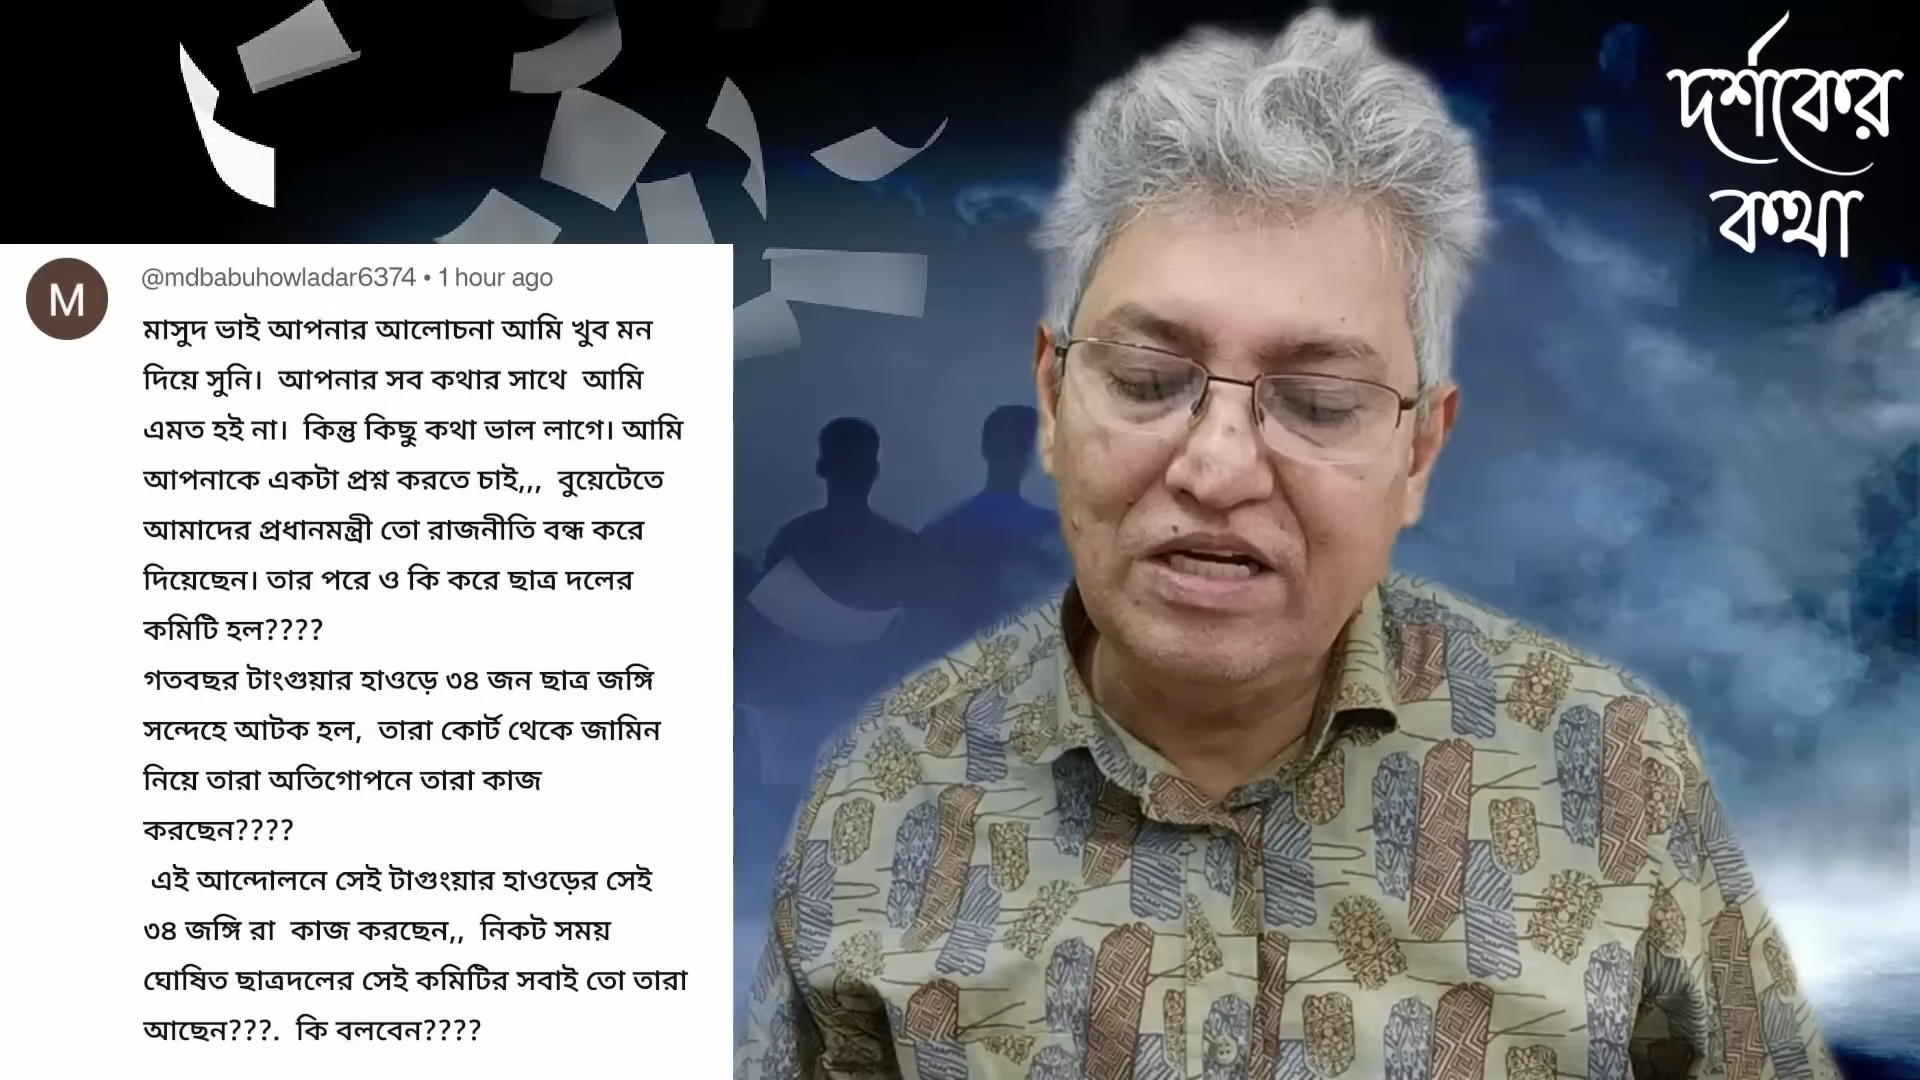 দর্শকের
কথা
M
@mdbabuhowladar6374 • 1 hour ago
মাসুদ ভাই আপনার আলোচনা আমি খুব মন
দিয়ে সুনি। আপনার সব কথার সাথে আমি
এমত হই না। কিন্তু কিছু কথা ভাল লাগে। আমি
আপনাকে একটা প্রশ্ন করতে চাই,,, বুয়েটেতে
আমাদের প্রধানমন্ত্রী তো রাজনীতি বন্ধ করে
দিয়েছেন। তার পরে ও কি করে ছাত্র দলের
কমিটি হল????
গতবছর টাংগুয়ার হাওড়ে ৩৪ জন ছাত্র জঙ্গি
সন্দেহে আটক হল, তারা কোর্ট থেকে জামিন
নিয়ে তারা অতিগোপনে তারা কাজ
করছেন????
এই আন্দোলনে সেই টাগুংয়ার হাওড়ের সেই
৩৪ জঙ্গি রা কাজ করছেন,, নিকট সময়
ঘোষিত ছাত্রদলের সেই কমিটির সবাই তো তারা
আছেন???. কি বলবেন????